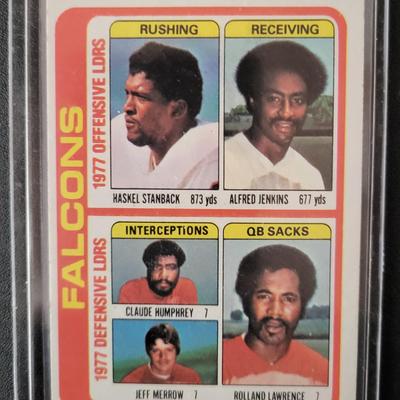 FALCONS
1977 OFFENSIVE LDRS
RUSHING
RECEIVING
HASKEL STANBACK 873 yds
ALFRED JENKINS 677 yds
1977 DEFENSIVE LDRS
INTERCEPTIONS
QB SACKS
CLAUDE HUMPHREY 7
JEFF MERROW 7
ROLLAND LAWRENCE 7